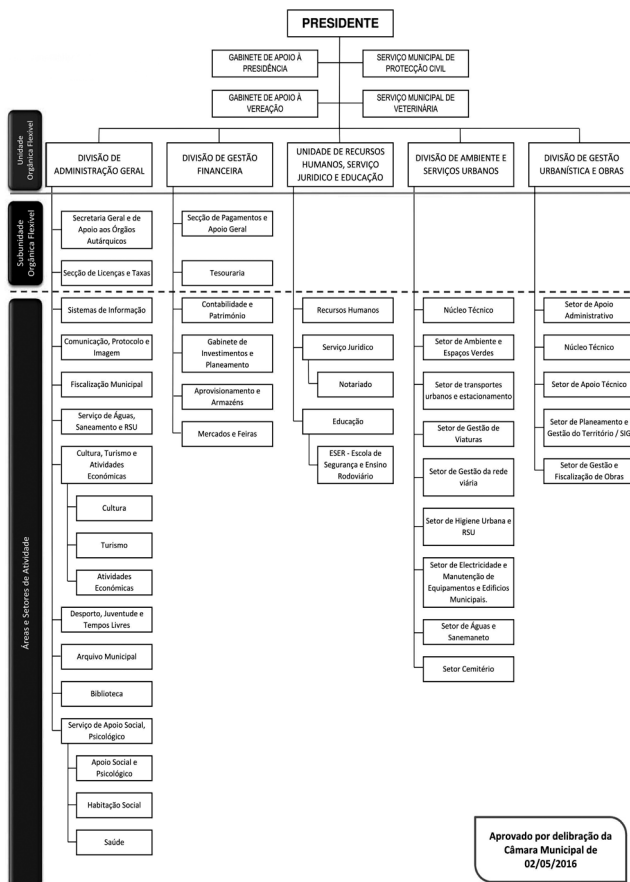 PRESIDENTE
GABINETE DE APOIO À
PRESIDÊNCIA
SERVIÇO MUNICIPAL DE
PROTECÇÃO CIVIL
GABINETE DE APOIO À
VEREAÇÃO
SERVIÇO MUNICIPAL DE
VETERINÁRIA
Unidade
Orgânica Flexível
DIVISÃO DE
ADMINISTRAÇÃO GERAL
DIVISÃO DE GESTÃO
FINANCEIRA
UNIDADE DE RECURSOS
HUMANOS, SERVIÇO
JURIDICO E EDUCAÇÃO
DIVISÃO DE AMBIENTE E
SERVIÇOS URBANOS
DIVISÃO DE GESTÃO
URBANÍSTICA E OBRAS
Subunidade
Orgânica Flexível
Secretaria Geral e de
Apoio aos Órgãos
Autárquicos
Secção de Licenças e Taxas
Secção de Pagamentos e
Apoio Geral
Tesouraria
Áreas e Setores de Atividade
Sistemas de Informação
Comunicação, Protocolo e
Imagem
Fiscalização Municipal
Serviço de Águas,
Saneamento e RSU
Cultura, Turismo e
Atividades
Económicas
Cultura
Turismo
Atividades
Económicas
Desporto, Juventude e
Tempos Livres
Arquivo Municipal
Biblioteca
Serviço de Apoio Social,
Psicológico
Apoio Social e
Psicológico
Habitação Social
Saúde
Contabilidade e
Património
Gabinete de
Investimentos e
Planeamento
Aprovisionamento e
Armazéns
Mercados e Feiras
Recursos Humanos
Serviço Juridico
Notariado
Educação
ESER - Escola de
Segurança e Ensino
Rodoviário
Núcleo Técnico
Setor de Ambiente e
Espaços Verdes
Setor de transportes
urbanos e estacionamento
Setor de Gestão de
Viaturas
Setor de Gestão da rede
viária
Setor de Higiene Urbana e
RSU
Setor de Electricidade e
Manutenção de
Equipamentos e Edificios
Municipais.
Setor de Águas e
Sanemaneto
Setor Cemitério
Setor de Apoio
Administrativo
Núcleo Técnico
Setor de Apoio Técnico
Setor de Planeamento e
Gestão do Território / SIG
Setor de Gestão e
Fiscalização de Obras
Aprovado por delibração da
Câmara Municipal de
02/05/2016